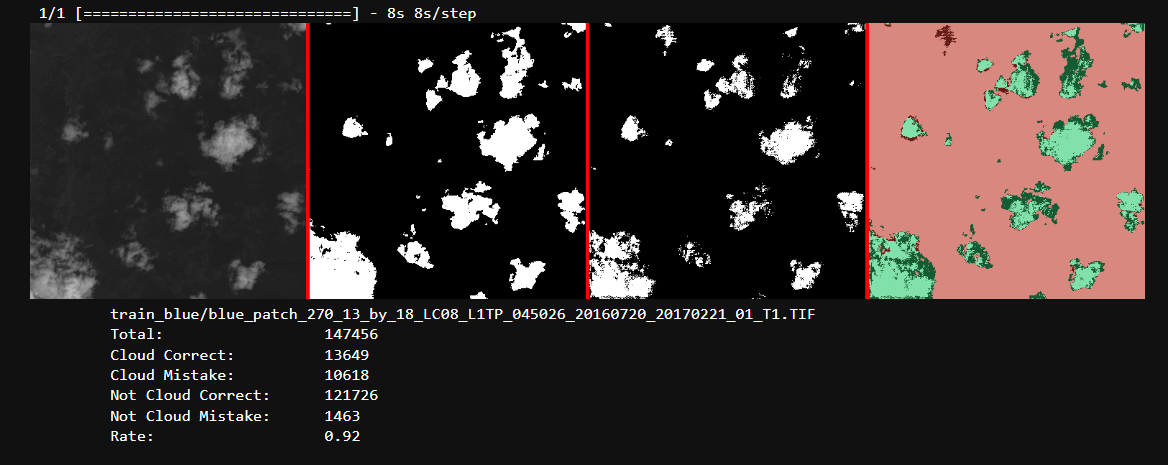 1/1 [==============================] - 8s 8s/step
train_blue/blue_patch_270_13_by_18_LC08_L1TP_045026_20160720_20170221_01_T1.TIF
Total: 147456
Cloud Correct: 13649
Cloud Mistake: 10618
Not Cloud Correct: 121726
Not Cloud Mistake: 1463
Rate: 0.92